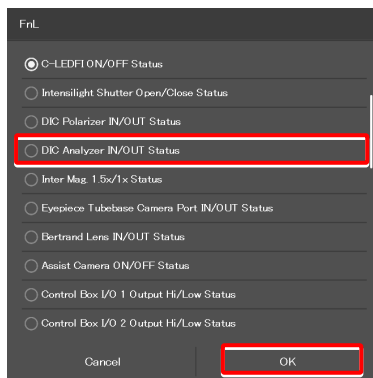 FnL
C-LEDFI ON/OFF Status
Intensilight Shutter Open/Close Status
DIC Polarizer IN/OUT Status
DIC Analyzer IN/OUT Status
Inter Mag. 1.5x/1x Status
Eyepiece Tubebase Camera Port IN/OUT Status
Bertrand Lens IN/OUT Status
Assist Camera ON/OFF Status
Control Box I/O 1 Output Hi/Low Status
Control Box I/O 2 Output Hi/Low Status
Cancel OK